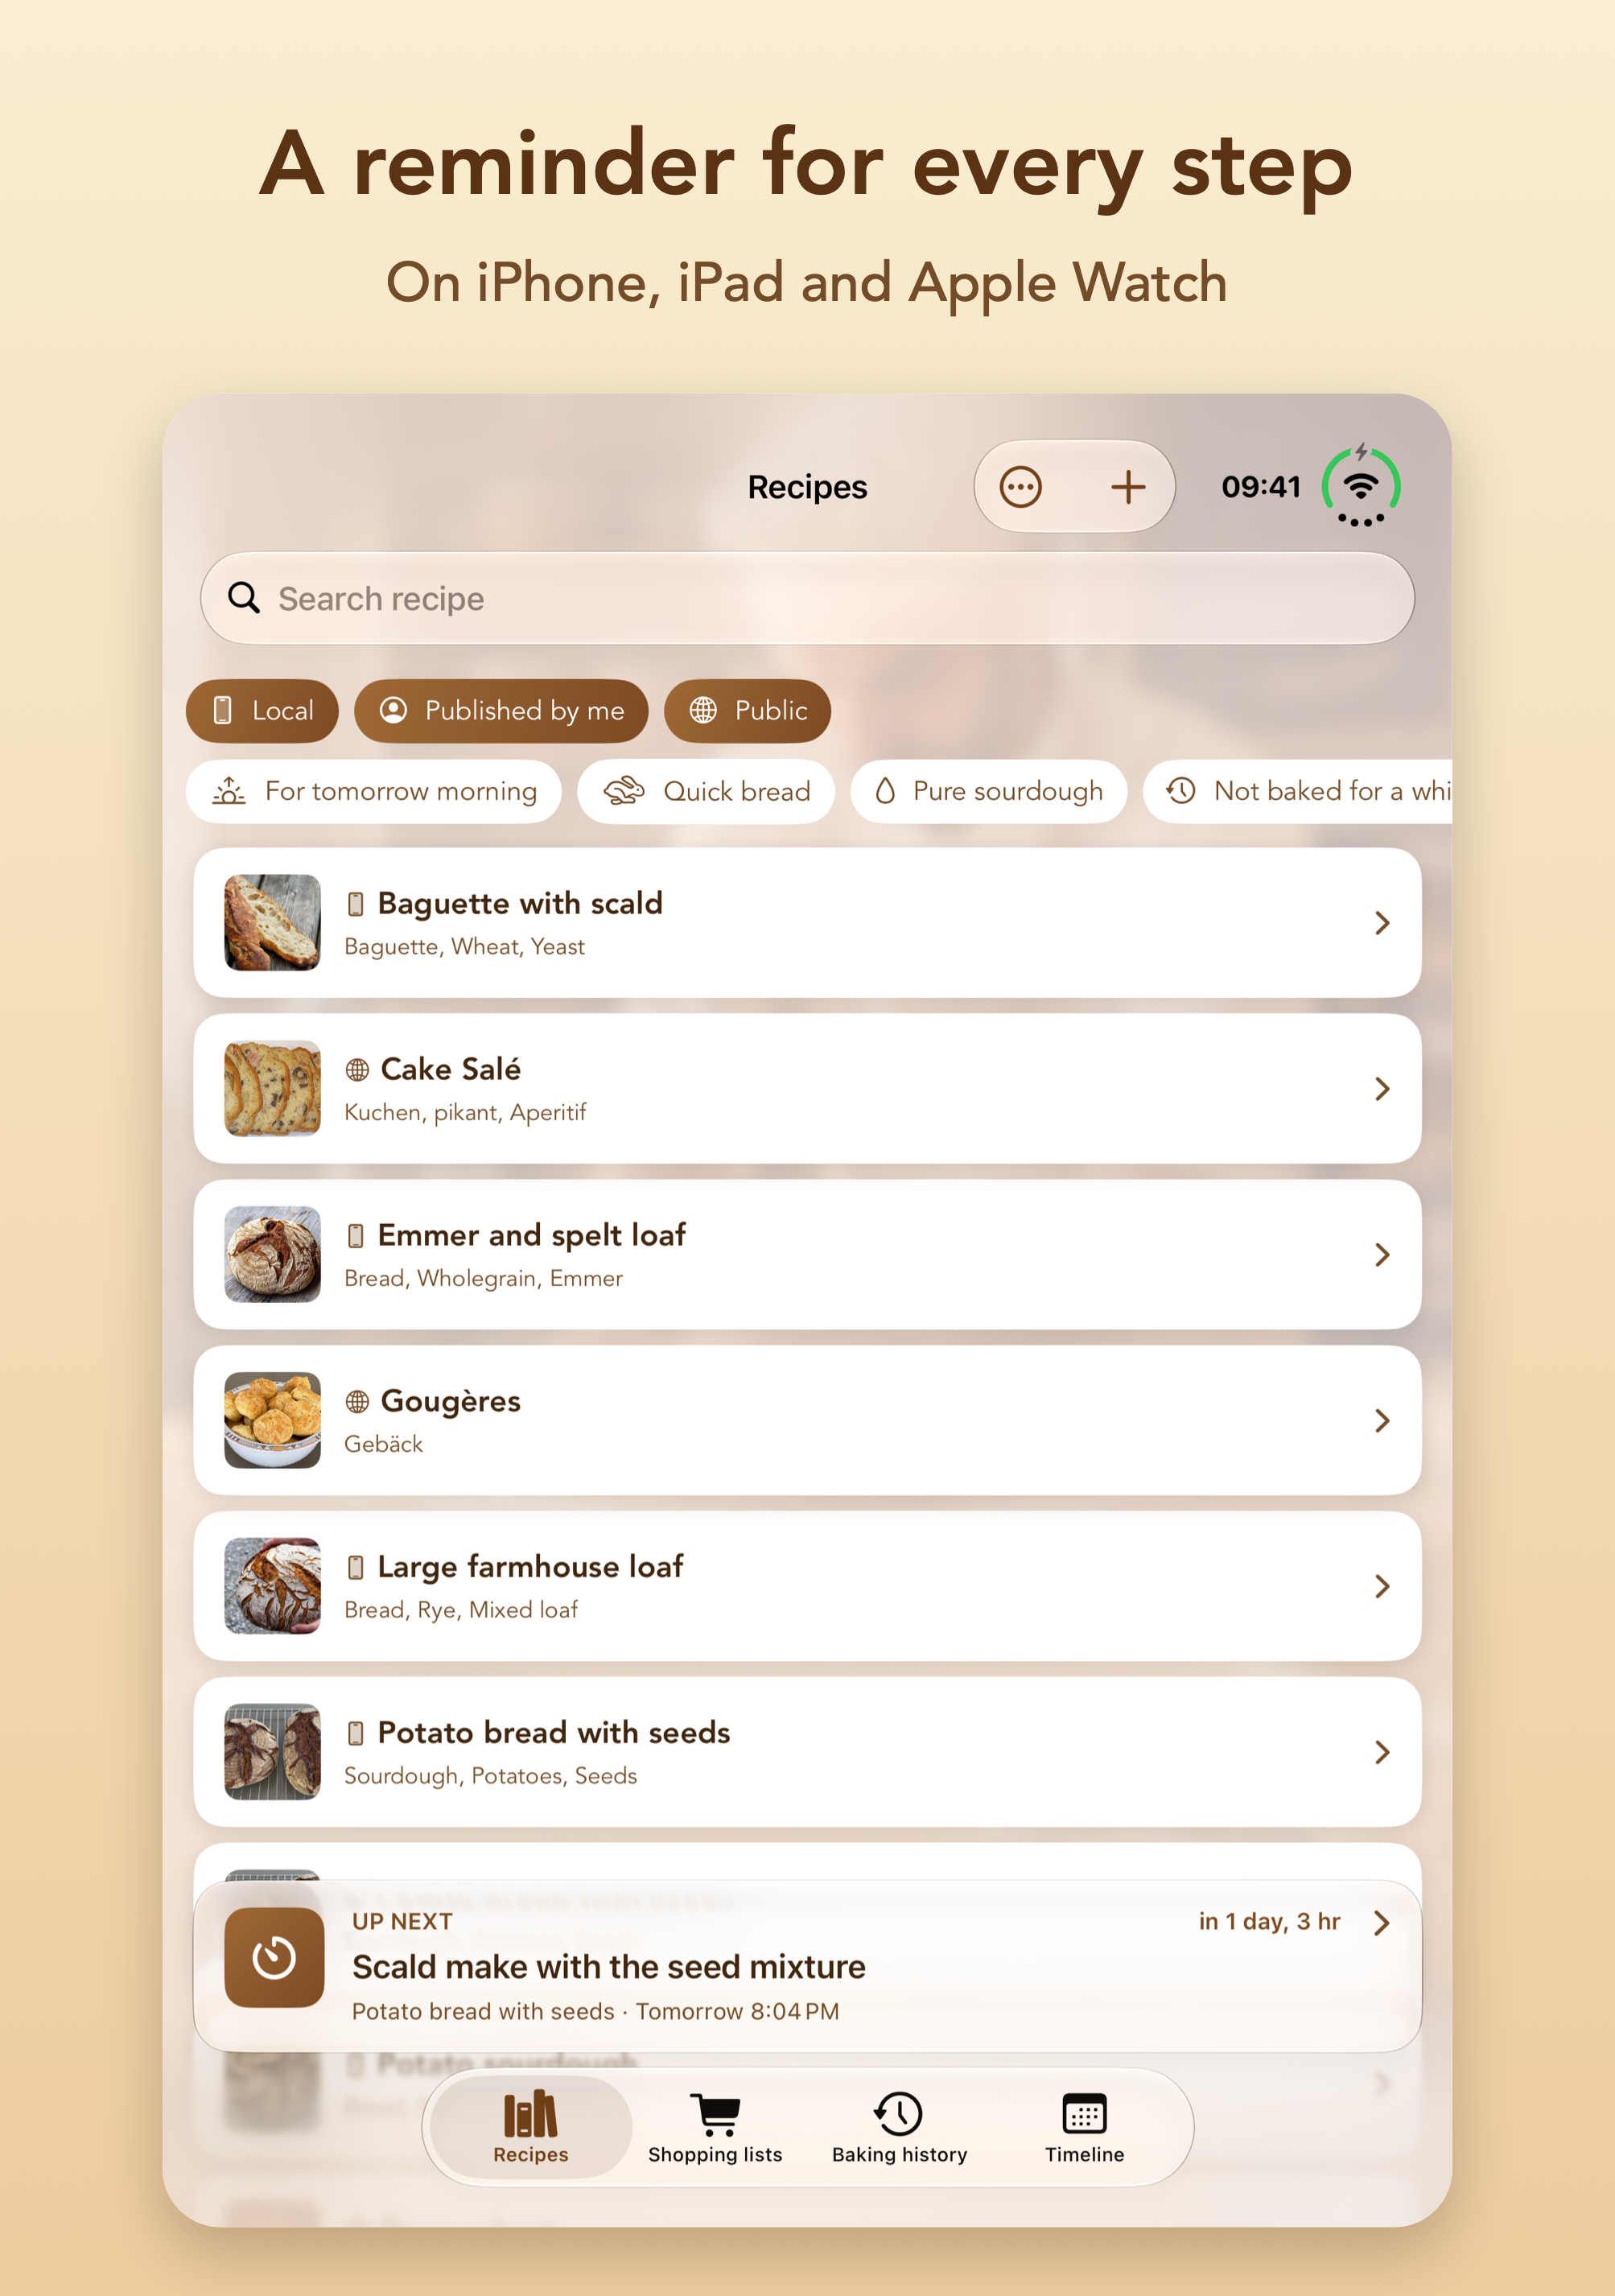 A reminder for every step
On iPhone, iPad and Apple Watch
Recipes
09:41
Search recipe
Local
Published by me
Public
For tomorrow morning
Quick bread
Pure sourdough
Not baked for a whi
Baguette with scald
Baguette, Wheat, Yeast
Cake Salé
Kuchen, pikant, Aperitif
Emmer and spelt loaf
Bread, Wholegrain, Emmer
Gougères
Gebäck
Large farmhouse loaf
Bread, Rye, Mixed loaf
Potato bread with seeds
Sourdough, Potatoes, Seeds
UP NEXT
in 1 day, 3 hr
Scald make with the seed mixture
Potato bread with seeds · Tomorrow 8:04 PM
Potato sourdough
Recipes
Shopping lists
Baking history
Timeline